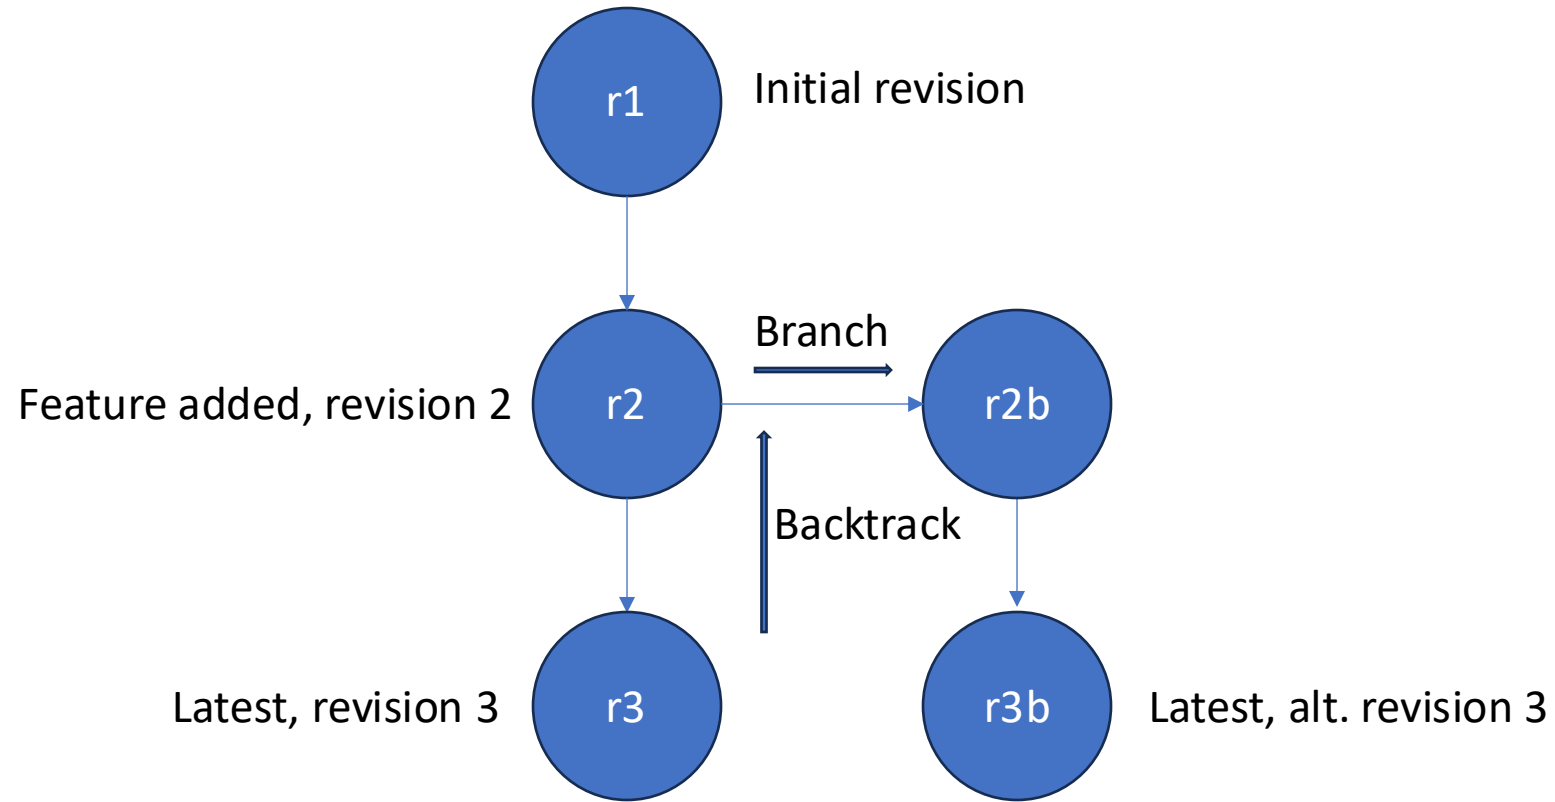 r1
Initial revision
Branch
Feature added, revision 2
r2
r2b
Backtrack
Latest, revision 3
r3
r3b
Latest, alt. revision 3